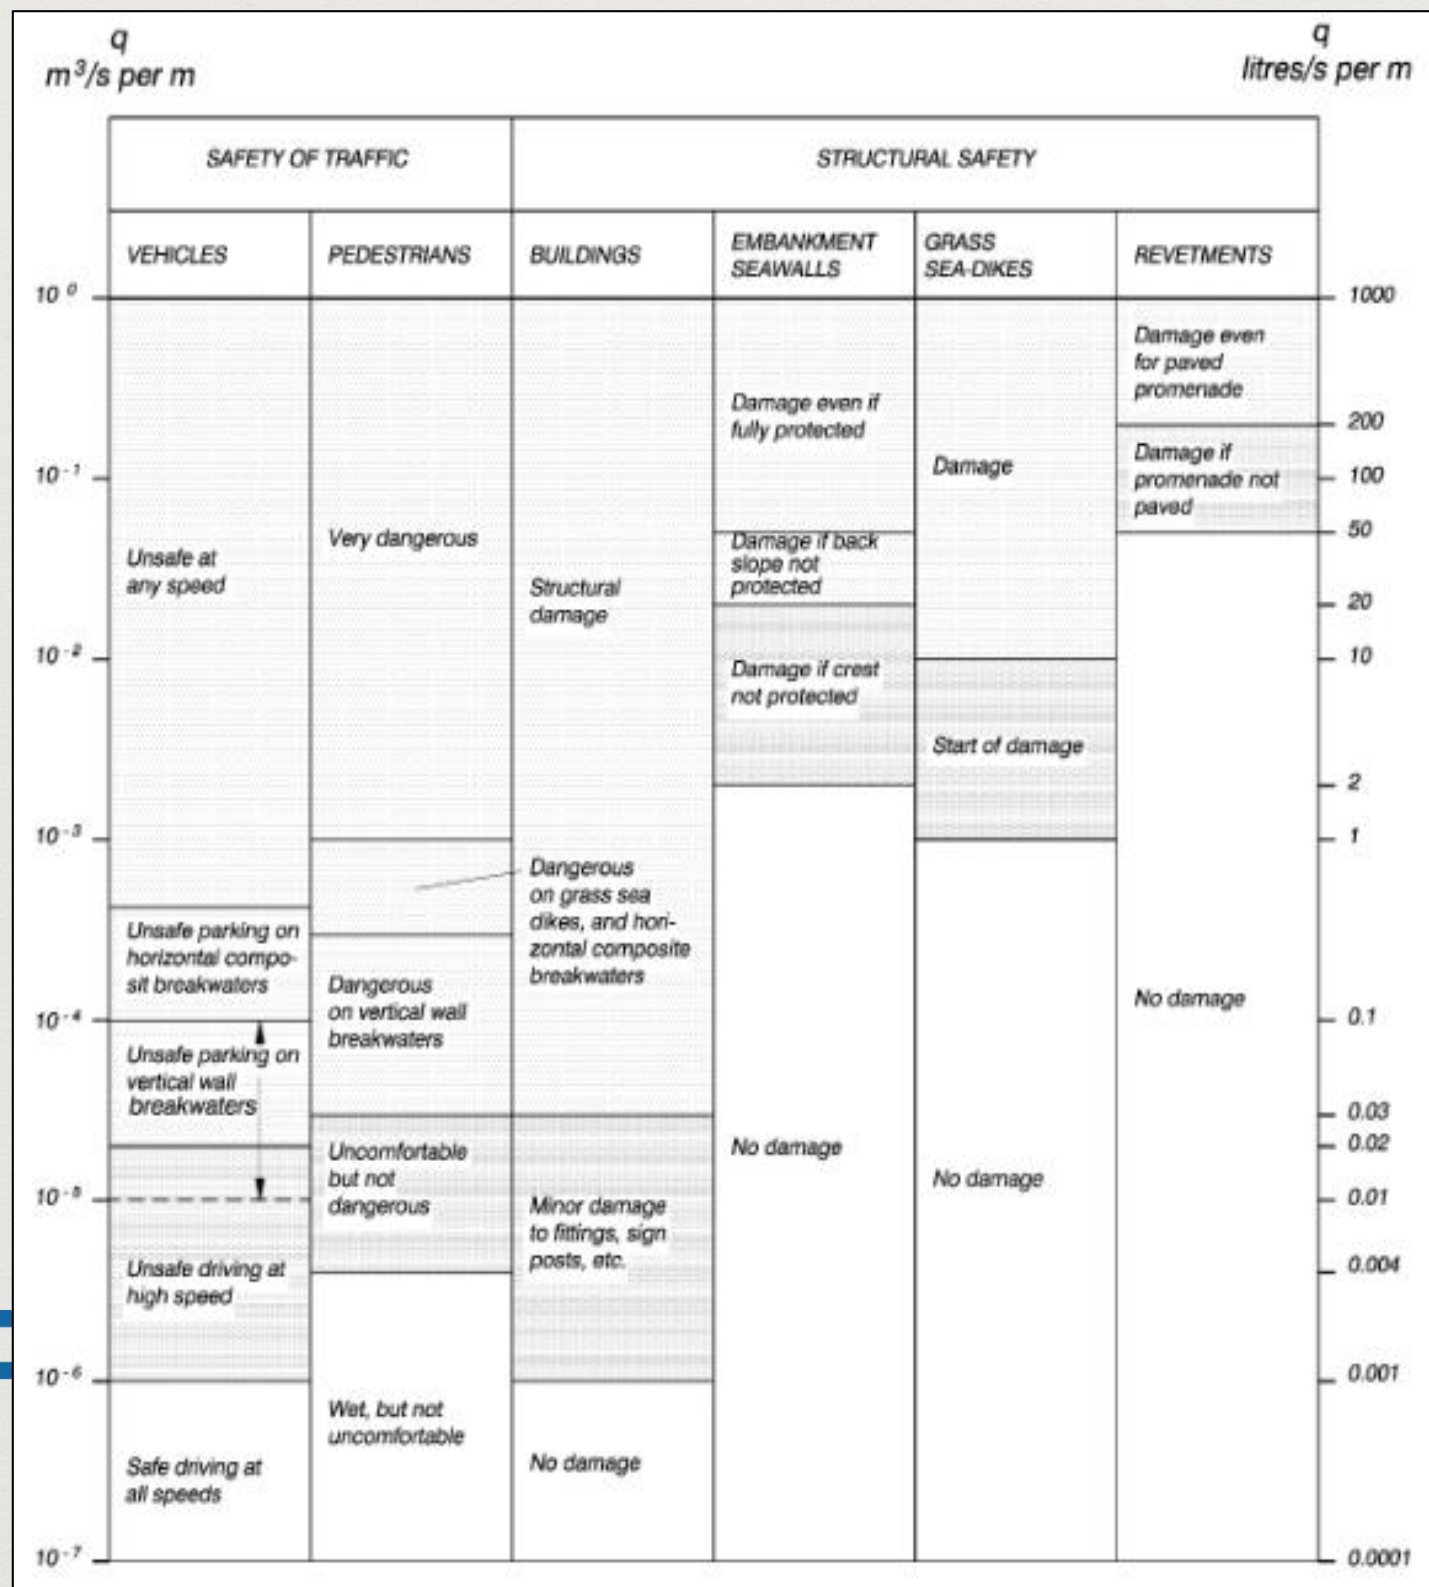 q
m³/s per m
q
litres/s per m
SAFETY OF TRAFFIC
STRUCTURAL SAFETY
VEHICLES
PEDESTRIANS
BUILDINGS
EMBANKMENT
SEAWALLS
GRASS
SEA-DIKES
REVETMENTS
10⁰
10⁻¹
10⁻²
10⁻³
10⁻⁴
10⁻⁵
10⁻⁶
10⁻⁷
Unsafe at
any speed
Unsafe parking on
horizontal compo-
sit breakwaters
Unsafe parking on
vertical wall
breakwaters
Unsafe driving at
high speed
Safe driving at
all speeds
Very dangerous
Dangerous
on vertical wall
breakwaters
Uncomfortable
but not
dangerous
Wet, but not
uncomfortable
Structural
damage
Dangerous
on grass sea
dikes, and hori-
zontal composite
breakwaters
Minor damage
to fittings, sign
posts, etc.
No damage
Damage even if
fully protected
Damage if back
slope not
protected
Damage if crest
not protected
No damage
Damage
Start of damage
No damage
Damage even
for paved
promenade
Damage if
promenade not
paved
No damage
1000
200
100
50
20
10
2
1
0.1
0.03
0.02
0.01
0.004
0.001
0.0001